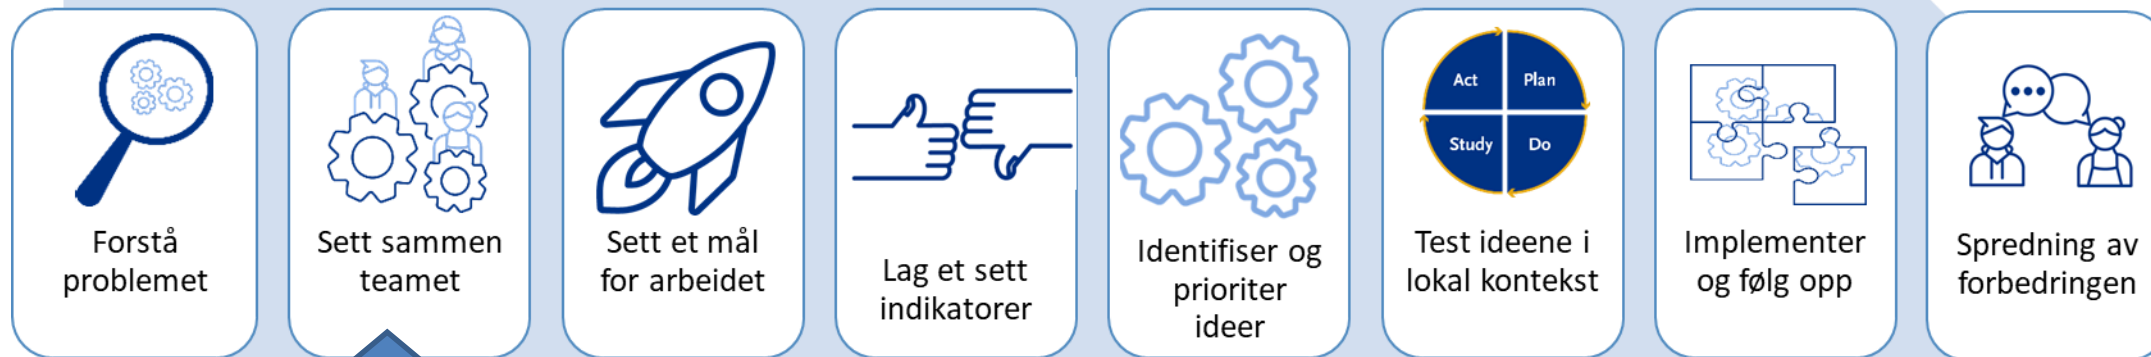 Forstå
problemet
Sett sammen
teamet
Sett et mål
for arbeidet
Lag et sett
indikatorer
Identifiser og
prioriter
ideer
Act
Plan
Study
Do
Test ideene i
lokal kontekst
Implementer
og følg opp
Spredning av
forbedringen